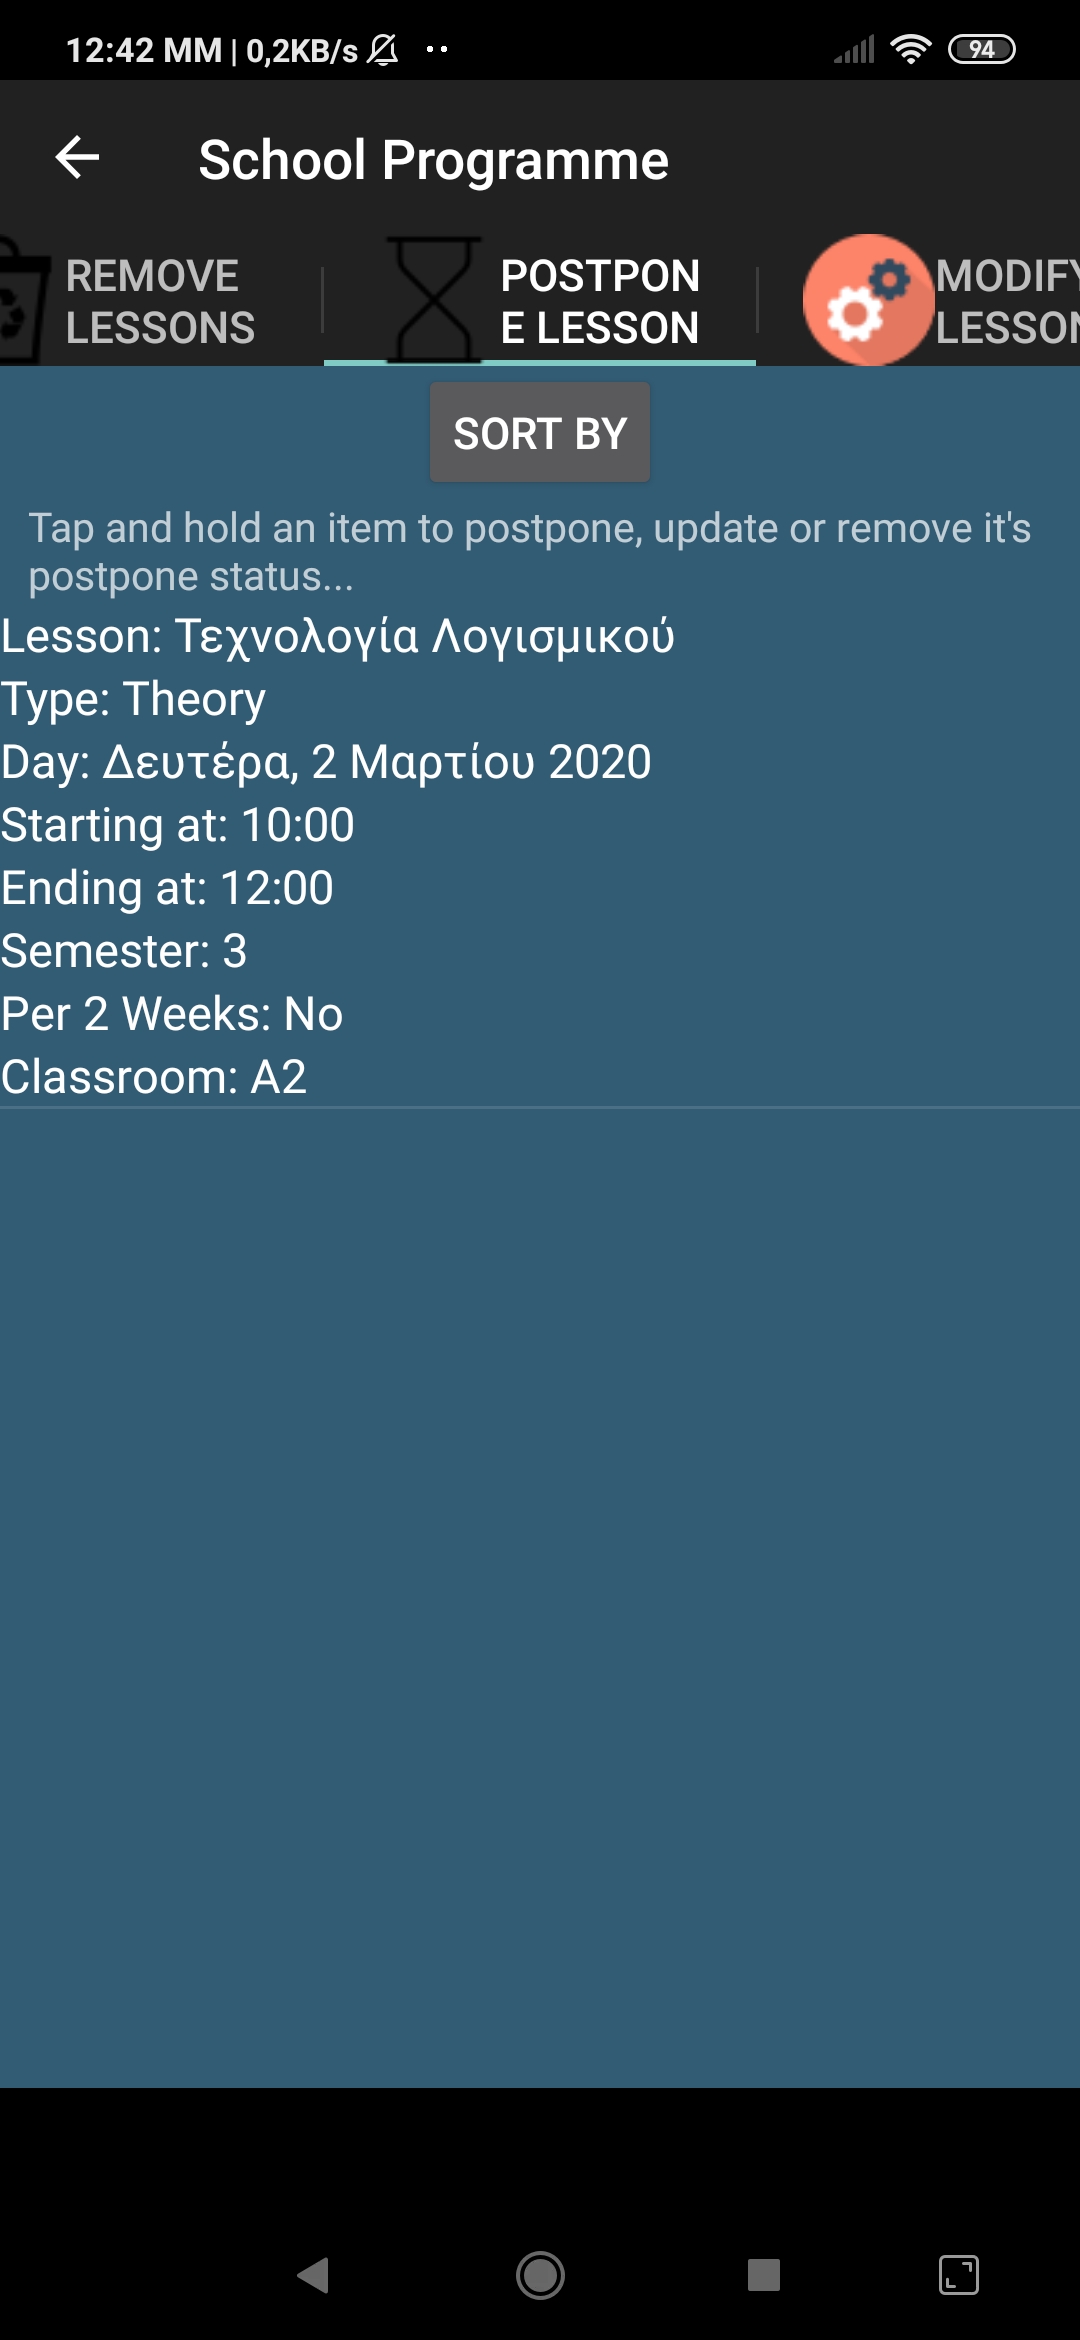 12:42 MM | 0,2KB/s
94
School Programme
REMOVE
LESSONS
POSTPON
E LESSON
MODIFY
LESSON
SORT BY
Tap and hold an item to postpone, update or remove it's
postpone status...
Lesson: Τεχνολογία Λογισμικού
Type: Theory
Day: Δευτέρα, 2 Μαρτίου 2020
Starting at: 10:00
Ending at: 12:00
Semester: 3
Per 2 Weeks: No
Classroom: A2